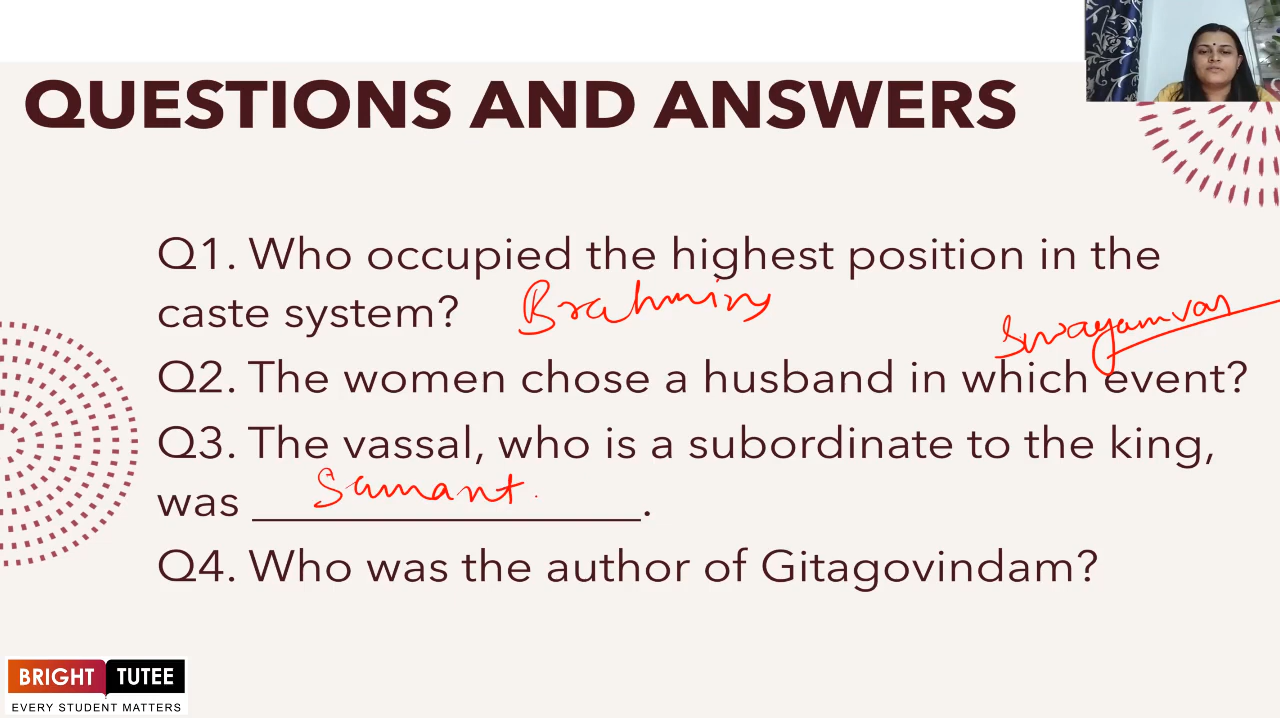 QUESTIONS AND ANSWERS
Q1. Who occupied the highest position in the
caste system? Brahmins
Swayamvar
Q2. The women chose a husband in which event?
Q3. The vassal, who is a subordinate to the king,
was ________________.
Samant
Q4. Who was the author of Gitagovindam?
BRIGHT TUTEE
EVERY STUDENT MATTERS